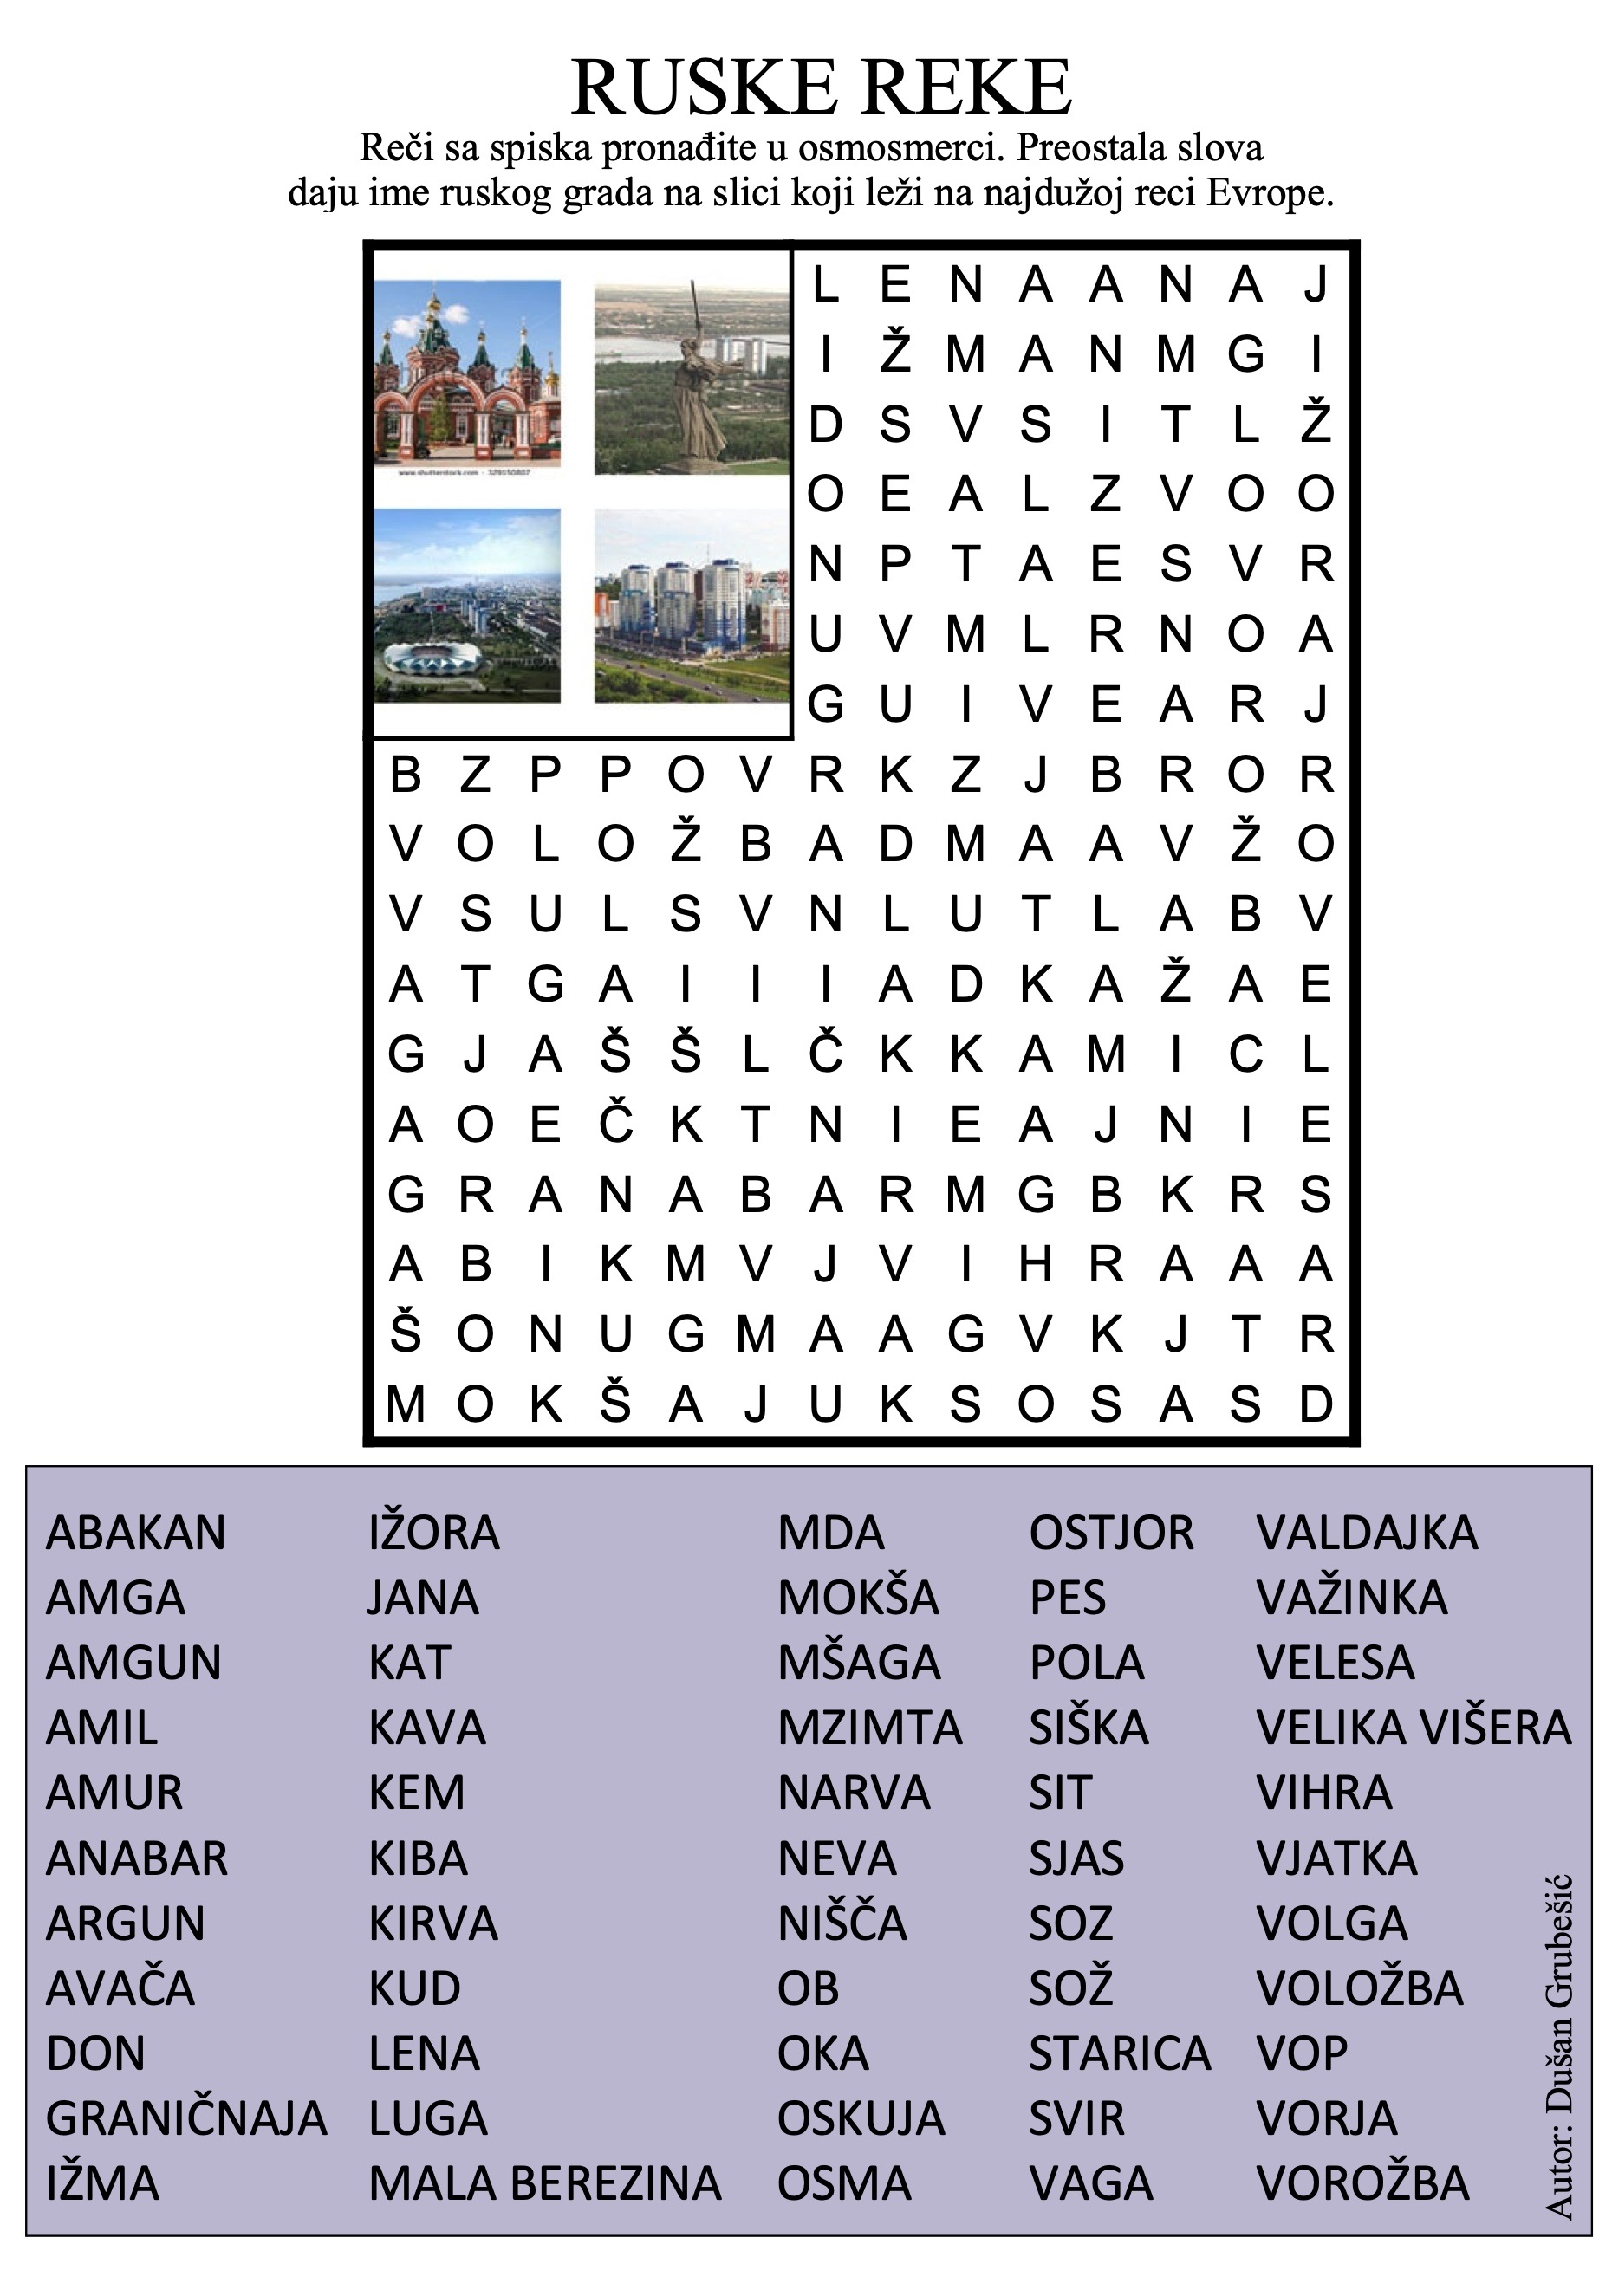 RUSKE REKE
Reči sa spiska pronađite u osmosmerci. Preostala slova
daju ime ruskog grada na slici koji leži na najdužoj reci Evrope.
L E N A A N A J
I Ž M A N M G I
D S V S I T L Ž
O E A L Z V O O
N P T A E S V R
U V M L R N O A
G U I V E A R J
www.shutterstock.com · 329150807
B Z P P O V R K Z J B R O R
V O L O Ž B A D M A A V Ž O
V S U L S V N L U T L A B V
A T G A I I I A D K A Ž A E
G J A Š Š L Č K K A M I C L
A O E Č K T N I E A J N I E
G R A N A B A R M G B K R S
A B I K M V J V I H R A A A
Š O N U G M A A G V K J T R
M O K Š A J U K S O S A S D
ABAKAN IŽORA MDA OSTJOR VALDAJKA
AMGA JANA MOKŠA PES VAŽINKA
AMGUN KAT MŠAGA POLA VELESA
AMIL KAVA MZIMTA SIŠKA VELIKA VIŠERA
AMUR KEM NARVA SIT VIHRA
ANABAR KIBA NEVA SJAS VJATKA
ARGUN KIRVA NIŠČA SOZ VOLGA
AVAČA KUD OB SOŽ VOLOŽBA
DON LENA OKA STARICA VOP
GRANIČNAJA LUGA OSKUJA SVIR VORJA
IŽMA MALA BEREZINA OSMA VAGA VOROŽBA
Autor: Dušan Grubešić